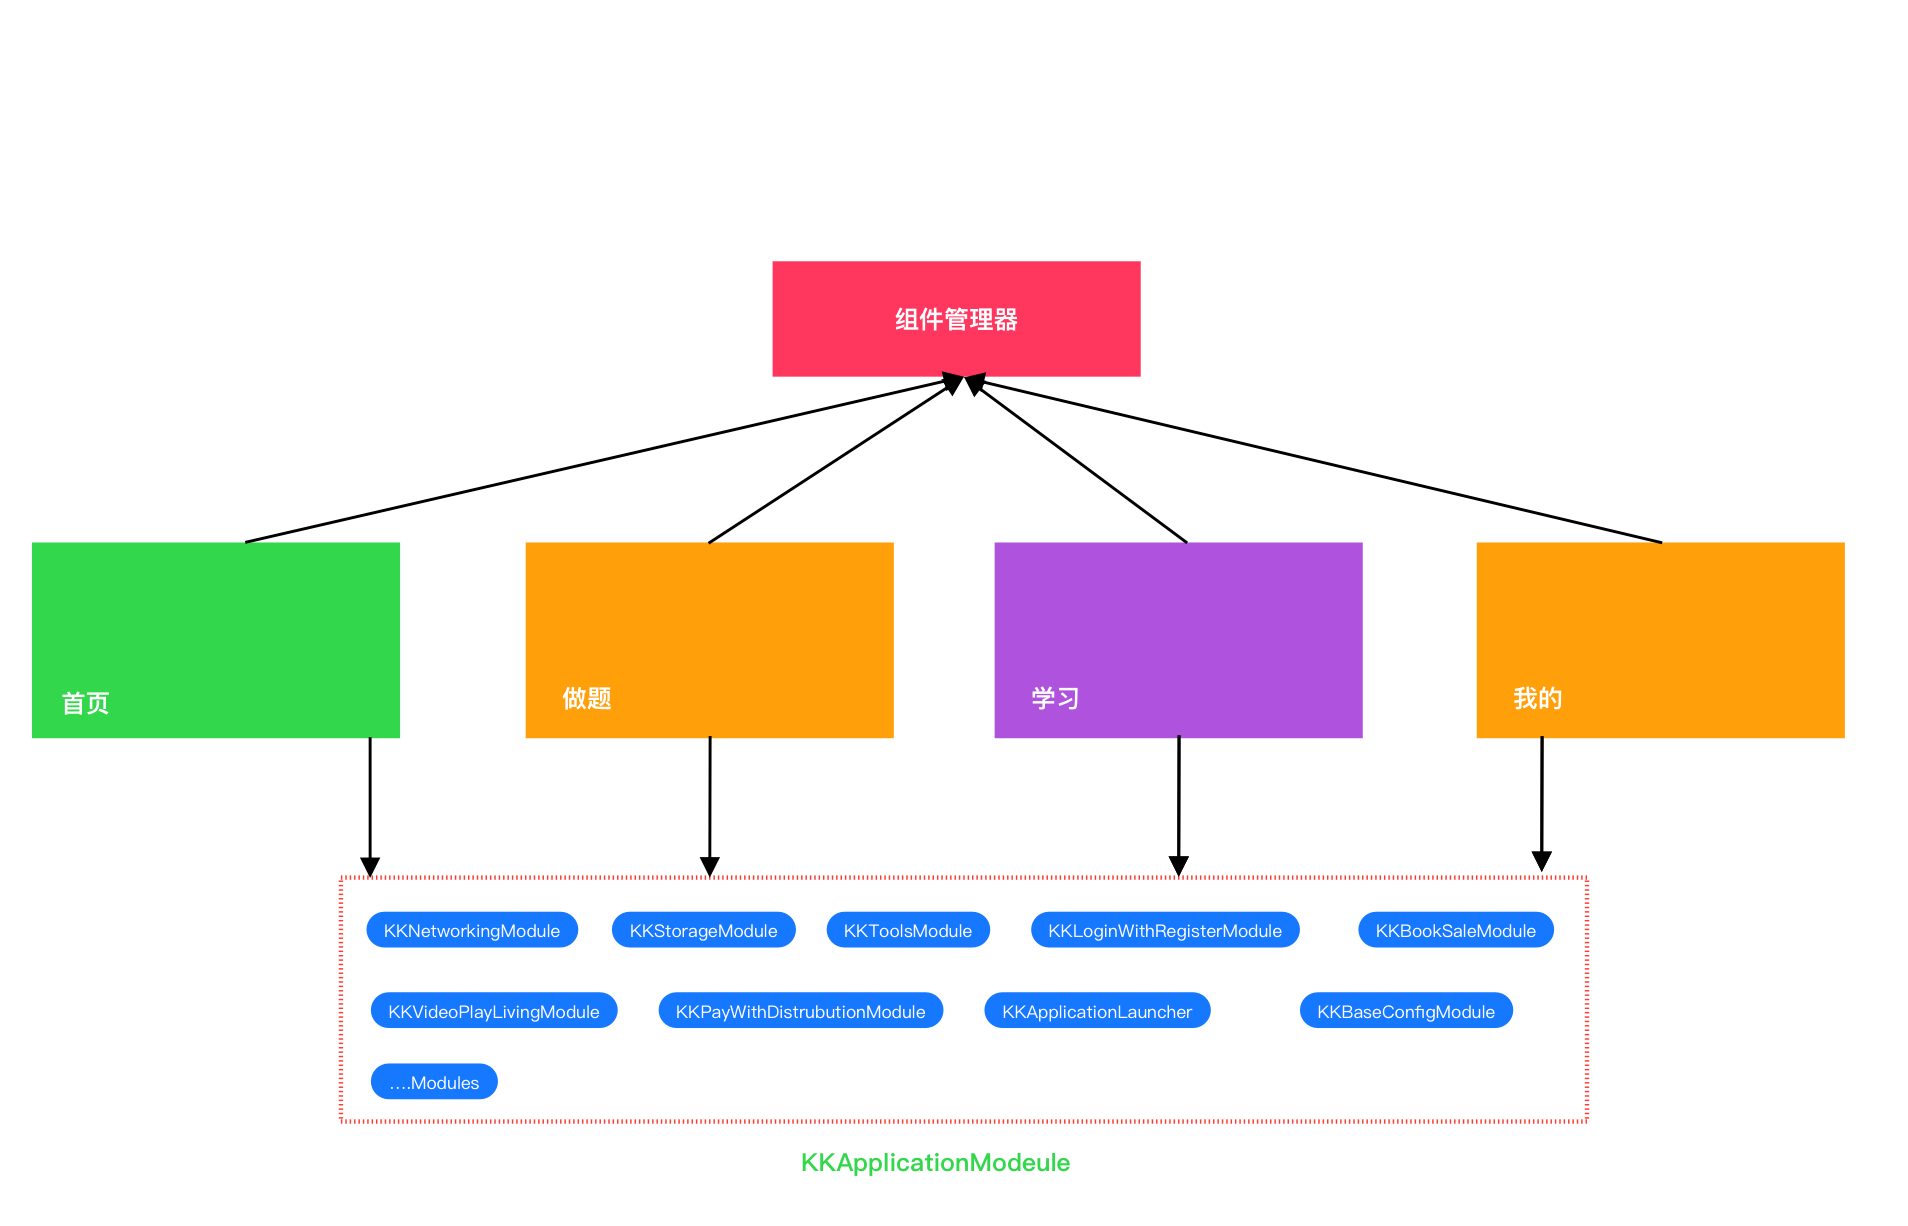 组件管理器
首页
做题
学习
我的
KKNetworkingModule
KKStorageModule
KKToolsModule
KKLoginWithRegisterModule
KKBookSaleModule
KKVideoPlayLivingModule
KKPayWithDistrubutionModule
KKApplicationLauncher
KKBaseConfigModule
....Modules
KKApplicationModeule